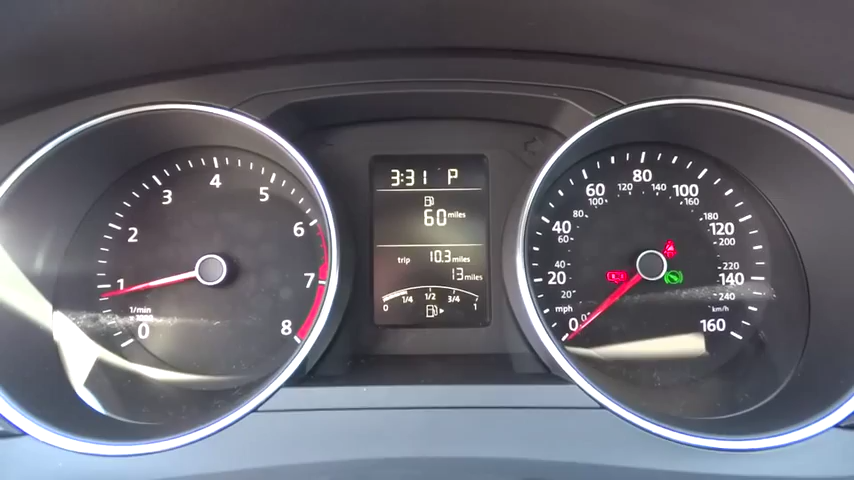 3:31 P
60 miles
trip 10.3 miles
13 miles
0 1/4 1/2 3/4 1
0 1 2 3 4 5 6 7 8
1/min
x 1000
0 20 40 60 80 100 120 140 160
mph
20 40 60 80 100 120 140 160 180 200 220 240
km/h